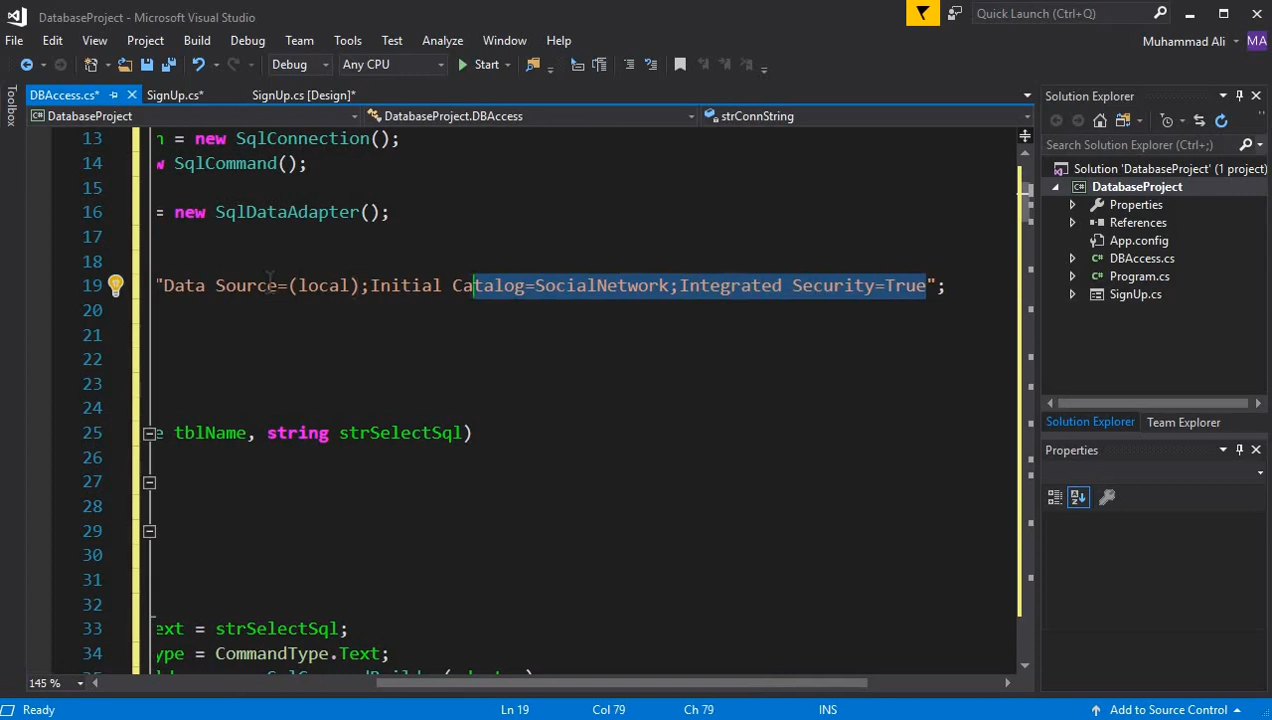 DatabaseProject - Microsoft Visual Studio
Quick Launch (Ctrl+Q)
File Edit View Project Build Debug Team Tools Test Analyze Window Help
Muhammad Ali MA
Debug Any CPU Start
Toolbox
DBAccess.cs* SignUp.cs* SignUp.cs [Design]*
DatabaseProject DatabaseProject.DBAccess strConnString
13 n = new SqlConnection();
14 w SqlCommand();
15
16 = new SqlDataAdapter();
17
18
19 "Data Source=(local);Initial Catalog=SocialNetwork;Integrated Security=True";
20
21
22
23
24
25 e tblName, string strSelectSql)
26
27
28
29
30
31
32
33 ext = strSelectSql;
34 ype = CommandType.Text;
145 %
Solution Explorer
Search Solution Explorer (Ctrl+;)
Solution 'DatabaseProject' (1 project)
DatabaseProject
Properties
References
App.config
DBAccess.cs
Program.cs
SignUp.cs
Solution Explorer Team Explorer
Properties
Ready Ln 19 Col 79 Ch 79 INS Add to Source Control